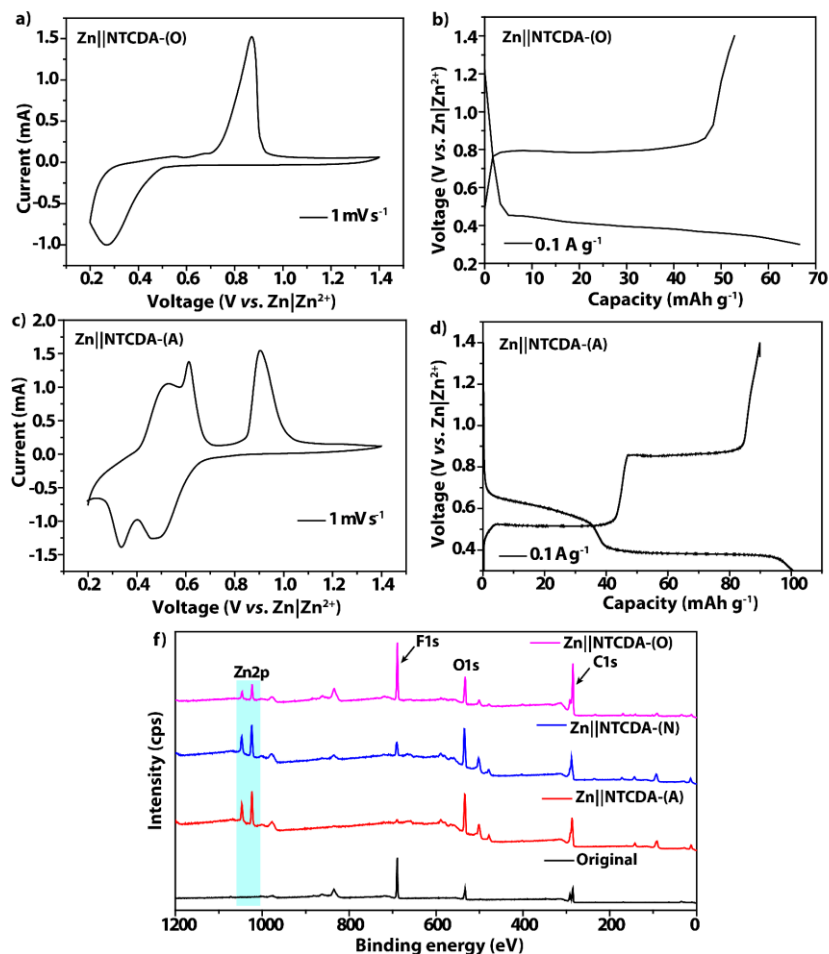 a)
Zn||NTCDA-(O)
1.5
1.0
0.5
0.0
-0.5
-1.0
Current (mA)
1 mV s⁻¹
0.2 0.4 0.6 0.8 1.0 1.2 1.4
Voltage (V vs. Zn|Zn²⁺)
b)
Zn||NTCDA-(O)
1.4
1.2
1.0
0.8
0.6
0.4
0.2
Voltage (V vs. Zn|Zn²⁺)
0.1 A g⁻¹
0 10 20 30 40 50 60 70
Capacity (mAh g⁻¹)
c)
Zn||NTCDA-(A)
2.0
1.5
1.0
0.5
0.0
-0.5
-1.0
-1.5
Current (mA)
1 mV s⁻¹
0.2 0.4 0.6 0.8 1.0 1.2 1.4
Voltage (V vs. Zn|Zn²⁺)
d)
Zn||NTCDA-(A)
1.4
1.2
1.0
0.8
0.6
0.4
Voltage (V vs. Zn|Zn²⁺)
0.1 A g⁻¹
0 20 40 60 80 100
Capacity (mAh g⁻¹)
f)
Zn2p
F1s
O1s
C1s
Zn||NTCDA-(O)
Zn||NTCDA-(N)
Zn||NTCDA-(A)
Original
Intensity (cps)
1200 1000 800 600 400 200 0
Binding energy (eV)